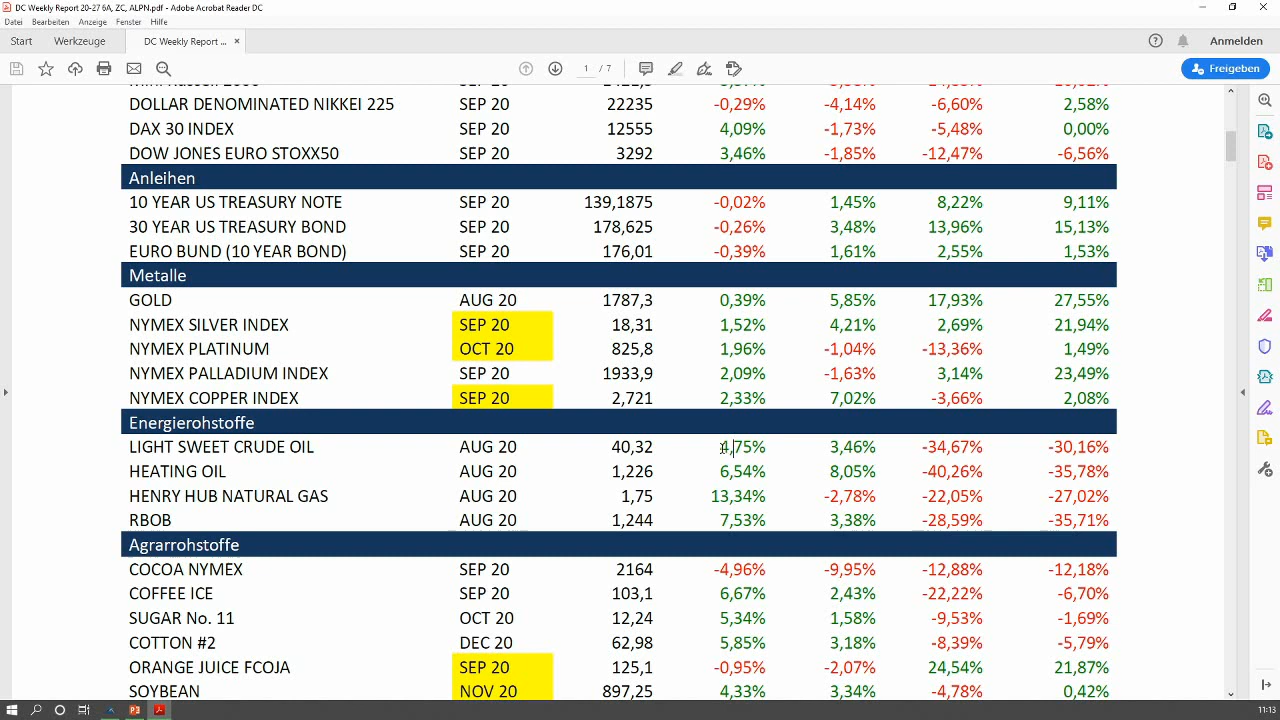 DC Weekly Report 20-27 6A, ZC, ALPN.pdf - Adobe Acrobat Reader DC
Datei Bearbeiten Anzeige Fenster Hilfe
Start Werkzeuge DC Weekly Report ... × Anmelden
1 / 7 Freigeben
DOLLAR DENOMINATED NIKKEI 225 SEP 20 22235 -0,29% -4,14% -6,60% 2,58%
DAX 30 INDEX SEP 20 12555 4,09% -1,73% -5,48% 0,00%
DOW JONES EURO STOXX50 SEP 20 3292 3,46% -1,85% -12,47% -6,56%
Anleihen
10 YEAR US TREASURY NOTE SEP 20 139,1875 -0,02% 1,45% 8,22% 9,11%
30 YEAR US TREASURY BOND SEP 20 178,625 -0,26% 3,48% 13,96% 15,13%
EURO BUND (10 YEAR BOND) SEP 20 176,01 -0,39% 1,61% 2,55% 1,53%
Metalle
GOLD AUG 20 1787,3 0,39% 5,85% 17,93% 27,55%
NYMEX SILVER INDEX SEP 20 18,31 1,52% 4,21% 2,69% 21,94%
NYMEX PLATINUM OCT 20 825,8 1,96% -1,04% -13,36% 1,49%
NYMEX PALLADIUM INDEX SEP 20 1933,9 2,09% -1,63% 3,14% 23,49%
NYMEX COPPER INDEX SEP 20 2,721 2,33% 7,02% -3,66% 2,08%
Energierohstoffe
LIGHT SWEET CRUDE OIL AUG 20 40,32 4,75% 3,46% -34,67% -30,16%
HEATING OIL AUG 20 1,226 6,54% 8,05% -40,26% -35,78%
HENRY HUB NATURAL GAS AUG 20 1,75 13,34% -2,78% -22,05% -27,02%
RBOB AUG 20 1,244 7,53% 3,38% -28,59% -35,71%
Agrarrohstoffe
COCOA NYMEX SEP 20 2164 -4,96% -9,95% -12,88% -12,18%
COFFEE ICE SEP 20 103,1 6,67% 2,43% -22,22% -6,70%
SUGAR No. 11 OCT 20 12,24 5,34% 1,58% -9,53% -1,69%
COTTON #2 DEC 20 62,98 5,85% 3,18% -8,39% -5,79%
ORANGE JUICE FCOJA SEP 20 125,1 -0,95% -2,07% 24,54% 21,87%
SOYBEAN NOV 20 897,25 4,33% 3,34% -4,78% 0,42%
11:13